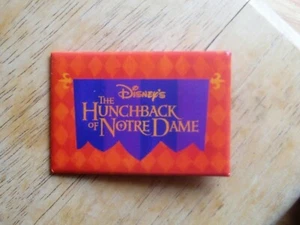 Disney's
THE
HUNCHBACK
OF NOTRE DAME